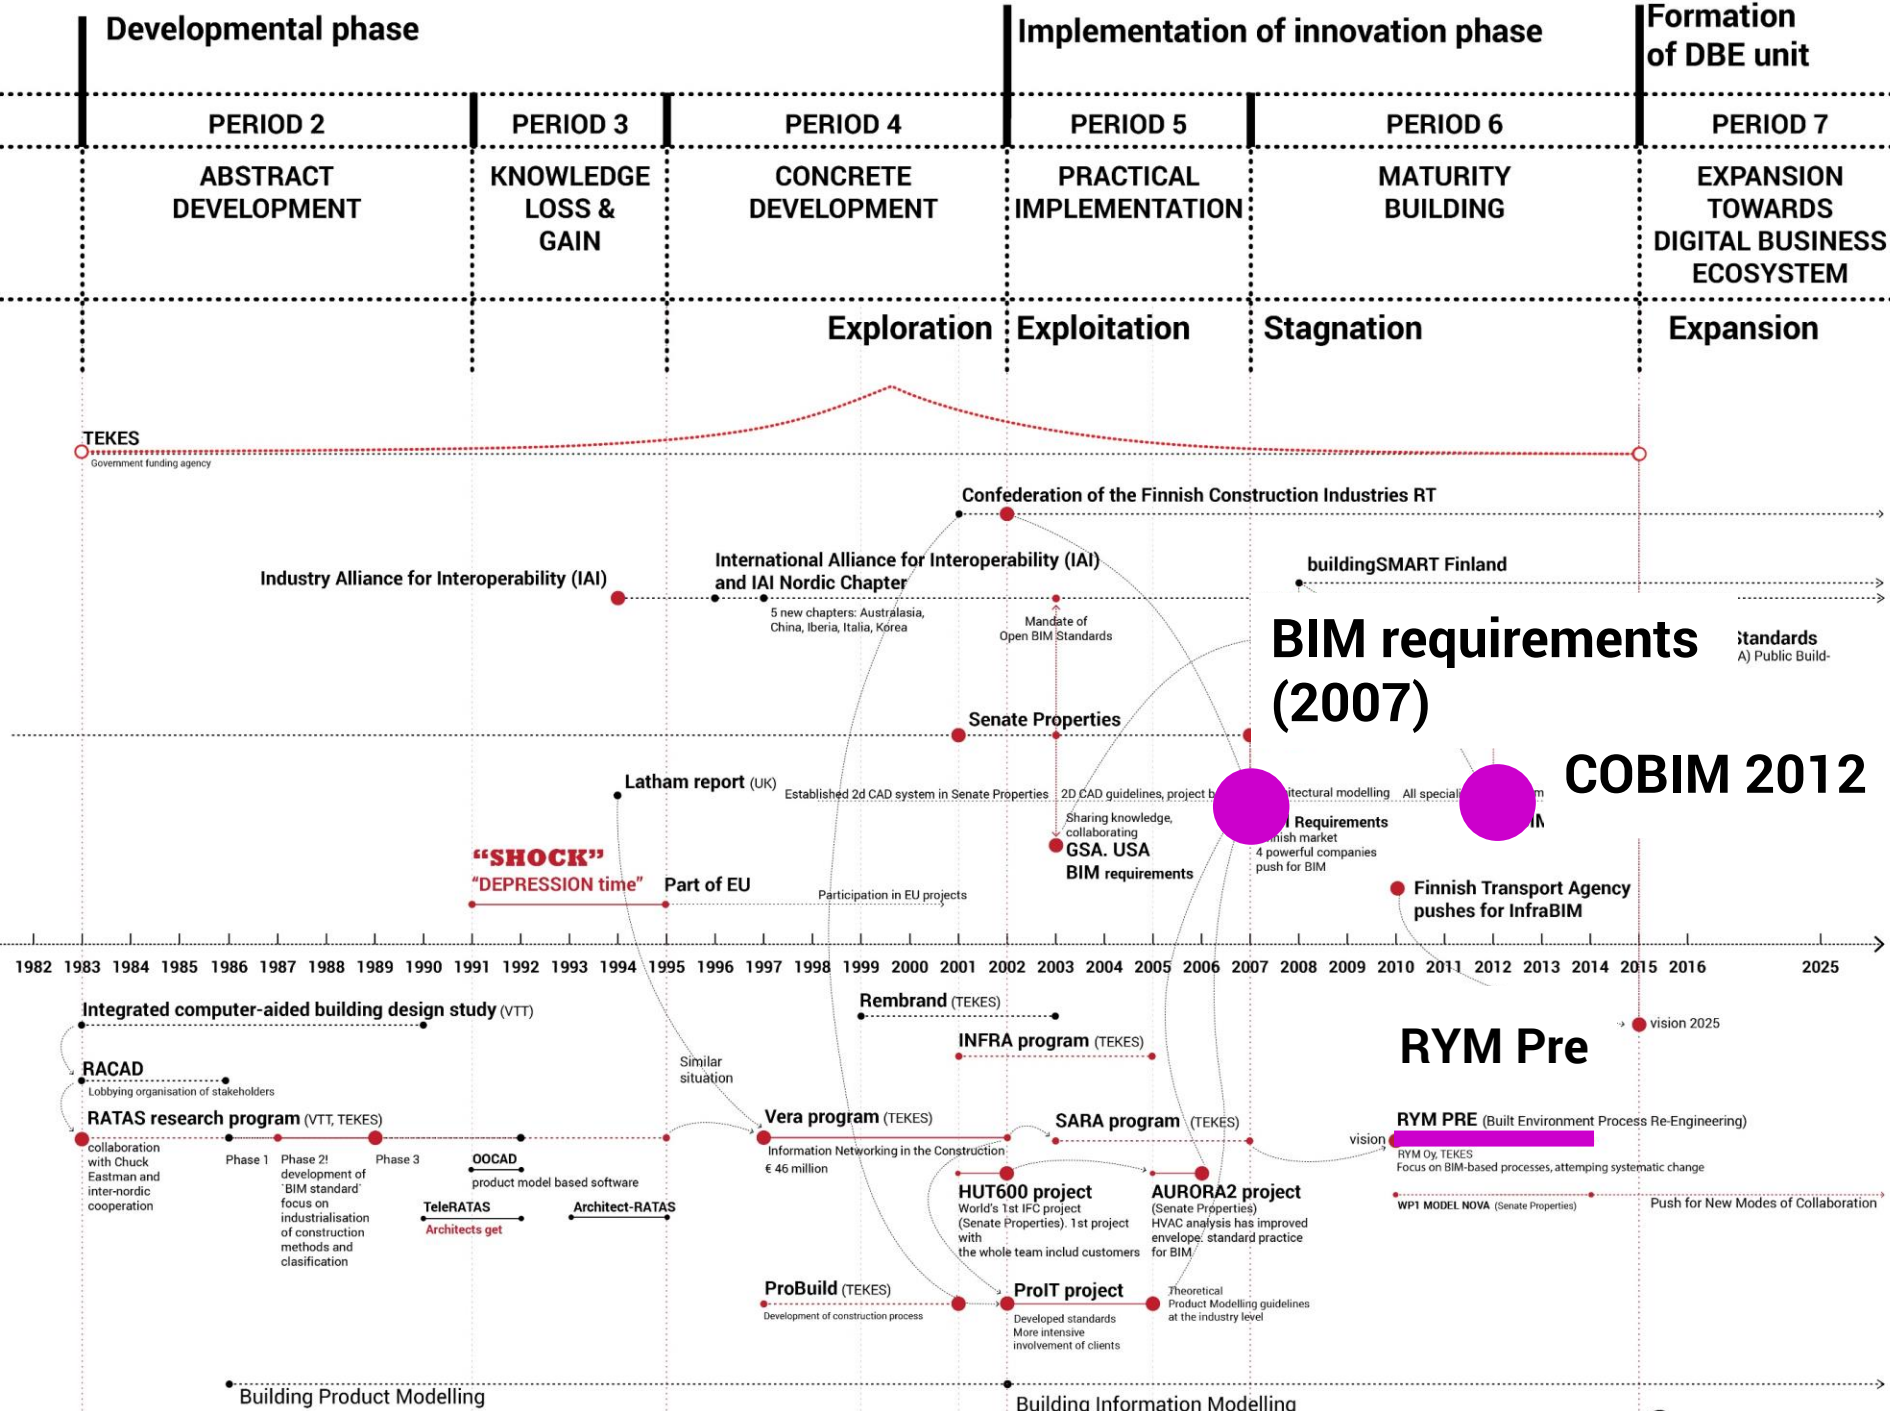 Developmental phase
Implementation of innovation phase
Formation
of DBE unit
PERIOD 2
PERIOD 3
PERIOD 4
PERIOD 5
PERIOD 6
PERIOD 7
ABSTRACT
DEVELOPMENT
KNOWLEDGE
LOSS &
GAIN
CONCRETE
DEVELOPMENT
PRACTICAL
IMPLEMENTATION
MATURITY
BUILDING
EXPANSION
TOWARDS
DIGITAL BUSINESS
ECOSYSTEM
Exploration
Exploitation
Stagnation
Expansion
TEKES
Government funding agency
Confederation of the Finnish Construction Industries RT
Industry Alliance for Interoperability (IAI)
International Alliance for Interoperability (IAI)
and IAI Nordic Chapter
5 new chapters: Australasia,
China, Iberia, Italia, Korea
Mandate of
Open BIM Standards
buildingSMART Finland
BIM requirements
(2007)
Standards
A) Public Build-
Senate Properties
COBIM 2012
Latham report (UK)
Established 2d CAD system in Senate Properties
2D CAD guidelines, project
modelling
All
Sharing knowledge,
collaborating
GSA. USA
BIM requirements
Requirements
market
4 powerful companies
push for BIM
"SHOCK"
"DEPRESSION time"
Part of EU
Participation in EU projects
Finnish Transport Agency
pushes for InfraBIM
1982 1983 1984 1985 1986 1987 1988 1989 1990 1991 1992 1993 1994 1995 1996 1997 1998 1999 2000 2001 2002 2003 2004 2005 2006 2007 2008 2009 2010 2011 2012 2013 2014 2015 2016 2025
Integrated computer-aided building design study (VTT)
Rembrand (TEKES)
INFRA program (TEKES)
RYM Pre
vision 2025
RACAD
Lobbying organisation of stakeholders
Similar
situation
RATAS research program (VTT, TEKES)
collaboration
with Chuck
Eastman and
inter-nordic
cooperation
Phase 1
Phase 2!
development of
`BIM standard`
focus on
industrialisation
of construction
methods and
clasification
Phase 3
OOCAD
product model based software
TeleRATAS
Architects get
Architect-RATAS
Vera program (TEKES)
Information Networking in the Construction
€ 46 million
SARA program (TEKES)
vision
RYM PRE (Built Environment Process Re-Engineering)
RYM Oy, TEKES
Focus on BIM-based processes, attemping systematic change
WP1 MODEL NOVA (Senate Properties)
Push for New Modes of Collaboration
HUT600 project
World's 1st IFC project
(Senate Properties). 1st project
with
the whole team includ customers
AURORA2 project
(Senate Properties)
HVAC analysis has improved
envelope: standard practice
for BIM
ProBuild (TEKES)
Development of construction process
ProIT project
Developed standards
More intensive
involvement of clients
Theoretical
Product Modelling guidelines
at the industry level
Building Product Modelling
Building Information Modelling